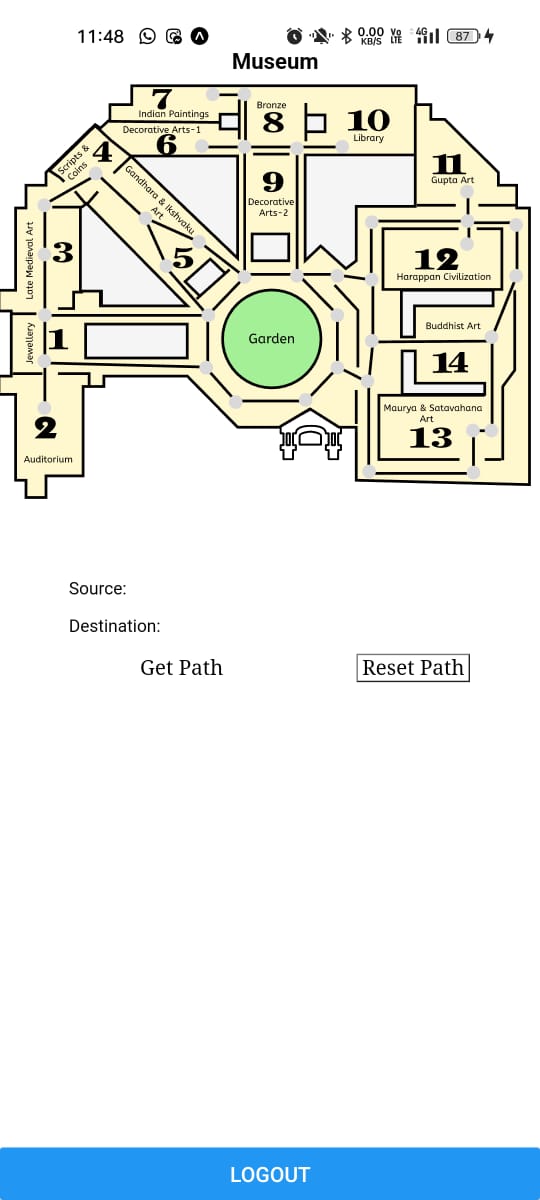 11:48
0.00 KB/S
Vo LTE
4G
87
Museum
7
Indian Paintings
Bronze
8
10
Library
Decorative Arts-1
6
Scripts & Coins
4
11
Gupta Art
Gandhara & Ikshvaku Art
9
Decorative
Arts-2
Late Medieval Art
3
5
12
Harappan Civilization
Jewellery
1
Garden
Buddhist Art
14
Maurya & Satavahana
Art
13
2
Auditorium
Source:
Destination:
Get Path
Reset Path
LOGOUT